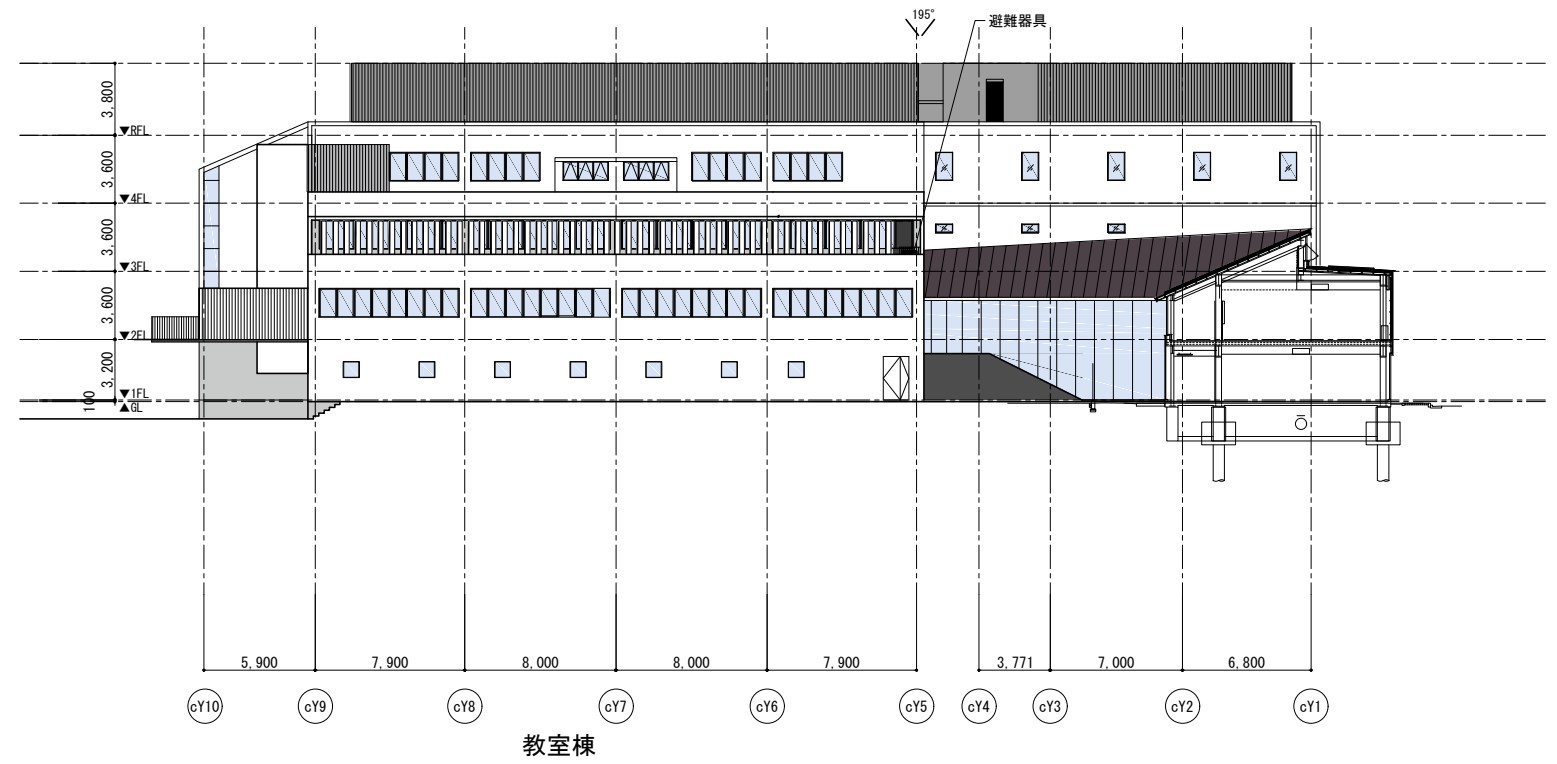 195°
避難器具
3,800
▼RFL
3,600
▼4FL
3,600
▼3FL
3,600
▼2FL
3,200
▼1FL
100
▲GL
5,900
7,900
8,000
8,000
7,900
3,771
7,000
6,800
cY10
cY9
cY8
cY7
cY6
cY5
cY4
cY3
cY2
cY1
教室棟